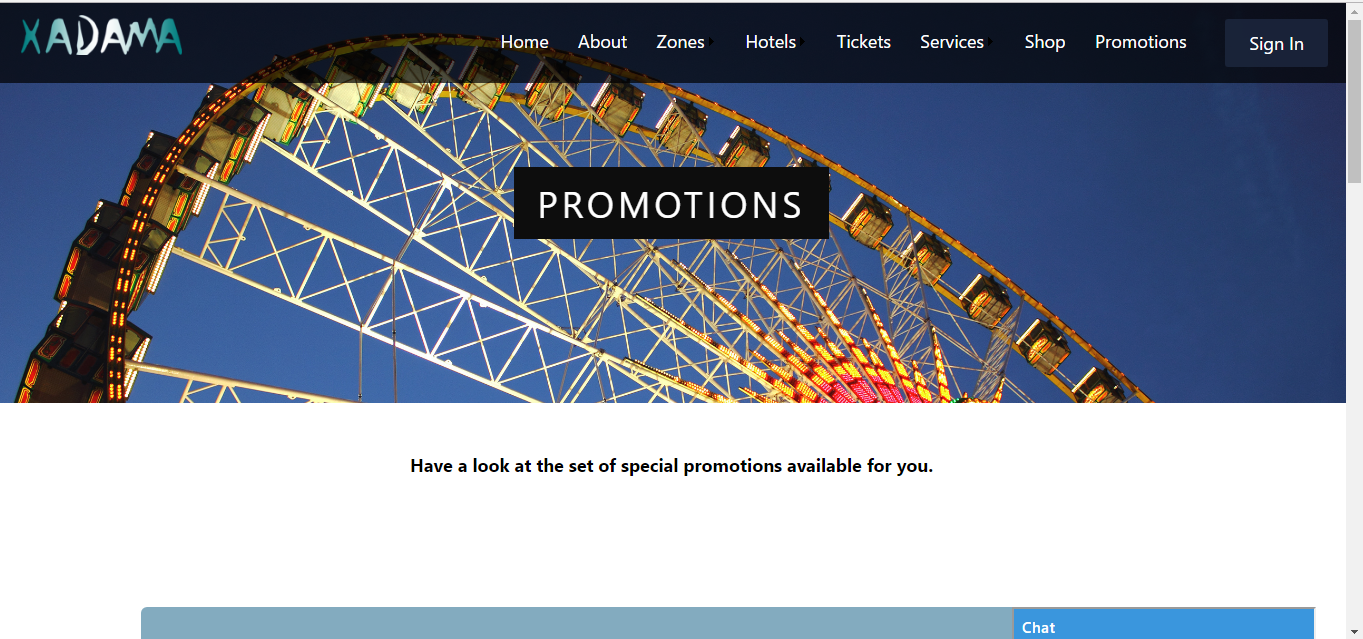 XADAMA
Home About Zones Hotels Tickets Services Shop Promotions Sign In
PROMOTIONS
Have a look at the set of special promotions available for you.
Chat